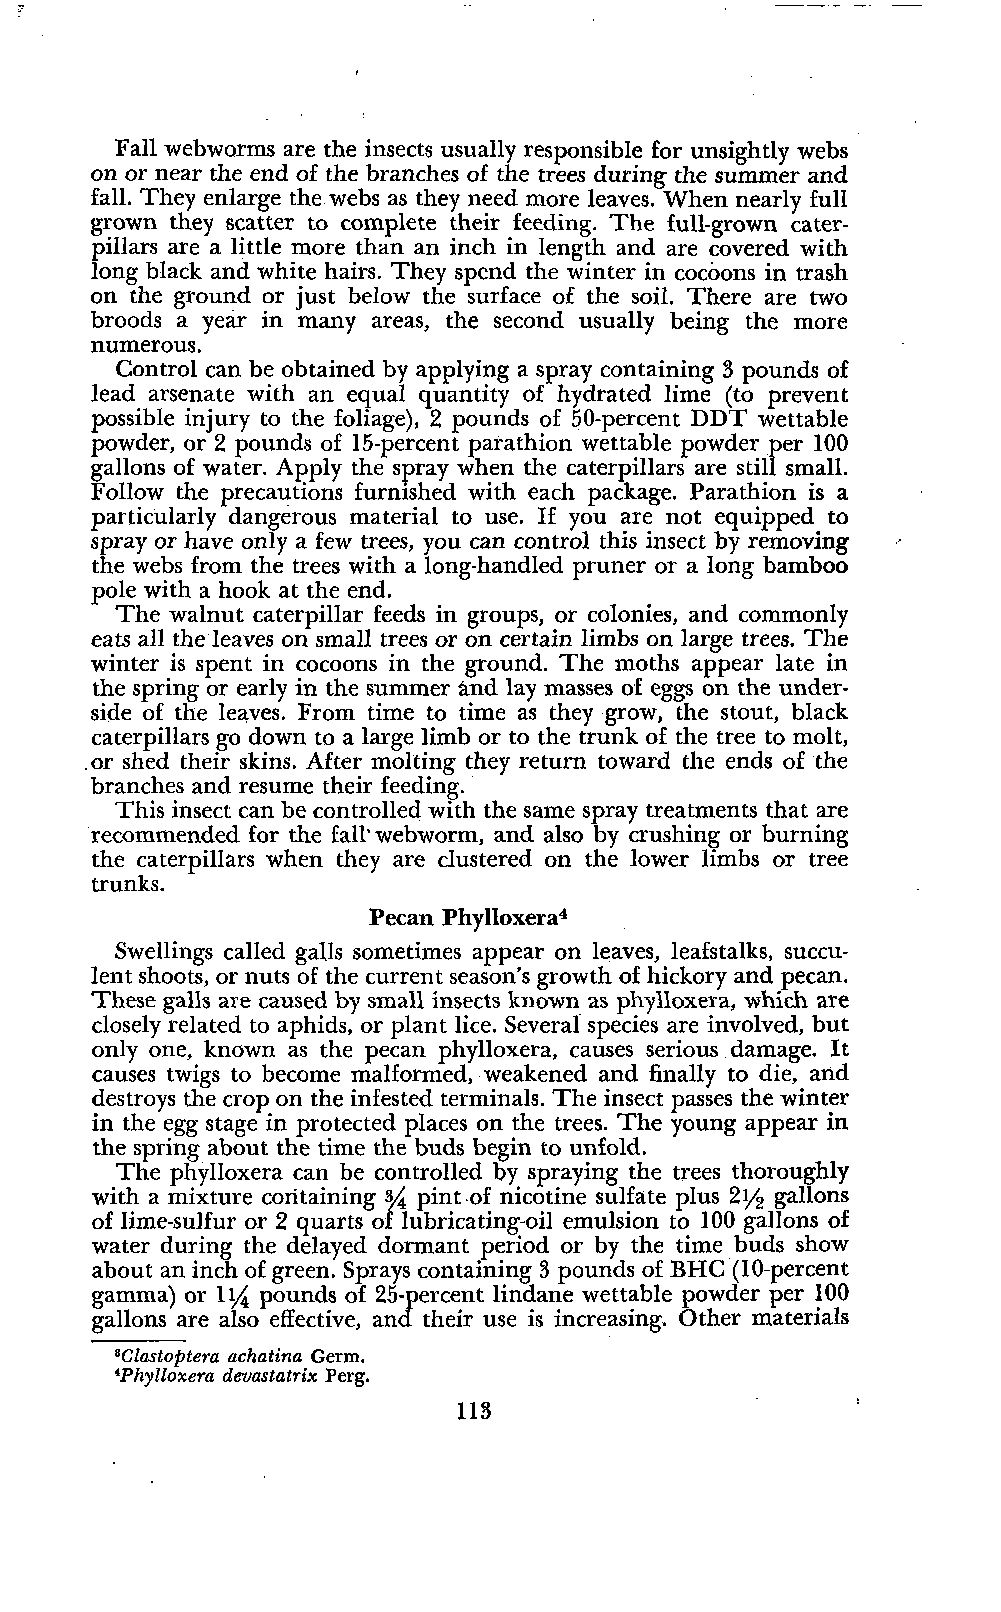 Fall webworms are the insects usually responsible for unsightly webs
on or near the end of the branches of the trees during the summer and
fall. They enlarge the webs as they need more leaves. When nearly full
grown they scatter to complete their feeding. The full-grown cater-
pillars are a little more than an inch in length and are covered with
long black and white hairs. They spend the winter in cocoons in trash
on the ground or just below the surface of the soil. There are two
broods a year in many areas, the second usually being the more
numerous.
Control can be obtained by applying a spray containing 3 pounds of
lead arsenate with an equal quantity of hydrated lime (to prevent
possible injury to the foliage), 2 pounds of 50-percent DDT wettable
powder, or 2 pounds of 15-percent parathion wettable powder per 100
gallons of water. Apply the spray when the caterpillars are still small.
Follow the precautions furnished with each package. Parathion is a
particularly dangerous material to use. If you are not equipped to
spray or have only a few trees, you can control this insect by removing
the webs from the trees with a long-handled pruner or a long bamboo
pole with a hook at the end.
The walnut caterpillar feeds in groups, or colonies, and commonly
eats all the leaves on small trees or on certain limbs on large trees. The
winter is spent in cocoons in the ground. The moths appear late in
the spring or early in the summer and lay masses of eggs on the under-
side of the leaves. From time to time as they grow, the stout, black
caterpillars go down to a large limb or to the trunk of the tree to molt,
or shed their skins. After molting they return toward the ends of the
branches and resume their feeding.
This insect can be controlled with the same spray treatments that are
recommended for the fall webworm, and also by crushing or burning
the caterpillars when they are clustered on the lower limbs or tree
trunks.
Pecan Phylloxera⁴
Swellings called galls sometimes appear on leaves, leafstalks, succu-
lent shoots, or nuts of the current season's growth of hickory and pecan.
These galls are caused by small insects known as phylloxera, which are
closely related to aphids, or plant lice. Several species are involved, but
only one, known as the pecan phylloxera, causes serious damage. It
causes twigs to become malformed, weakened and finally to die, and
destroys the crop on the infested terminals. The insect passes the winter
in the egg stage in protected places on the trees. The young appear in
the spring about the time the buds begin to unfold.
The phylloxera can be controlled by spraying the trees thoroughly
with a mixture containing ¾ pint of nicotine sulfate plus 2½ gallons
of lime-sulfur or 2 quarts of lubricating-oil emulsion to 100 gallons of
water during the delayed dormant period or by the time buds show
about an inch of green. Sprays containing 3 pounds of BHC (10-percent
gamma) or 1¼ pounds of 25-percent lindane wettable powder per 100
gallons are also effective, and their use is increasing. Other materials
³Clastoptera achatina Germ.
⁴Phylloxera devastatrix Perg.
113